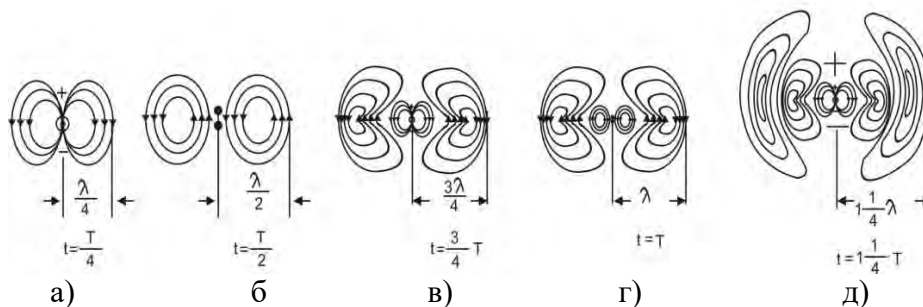 +
−
λ/4
t=T/4
λ/2
t=T/2
3λ/4
t=3/4 T
λ
t=T
+
−
1 1/4 λ
t=1 1/4 T
а) б в) г) д)